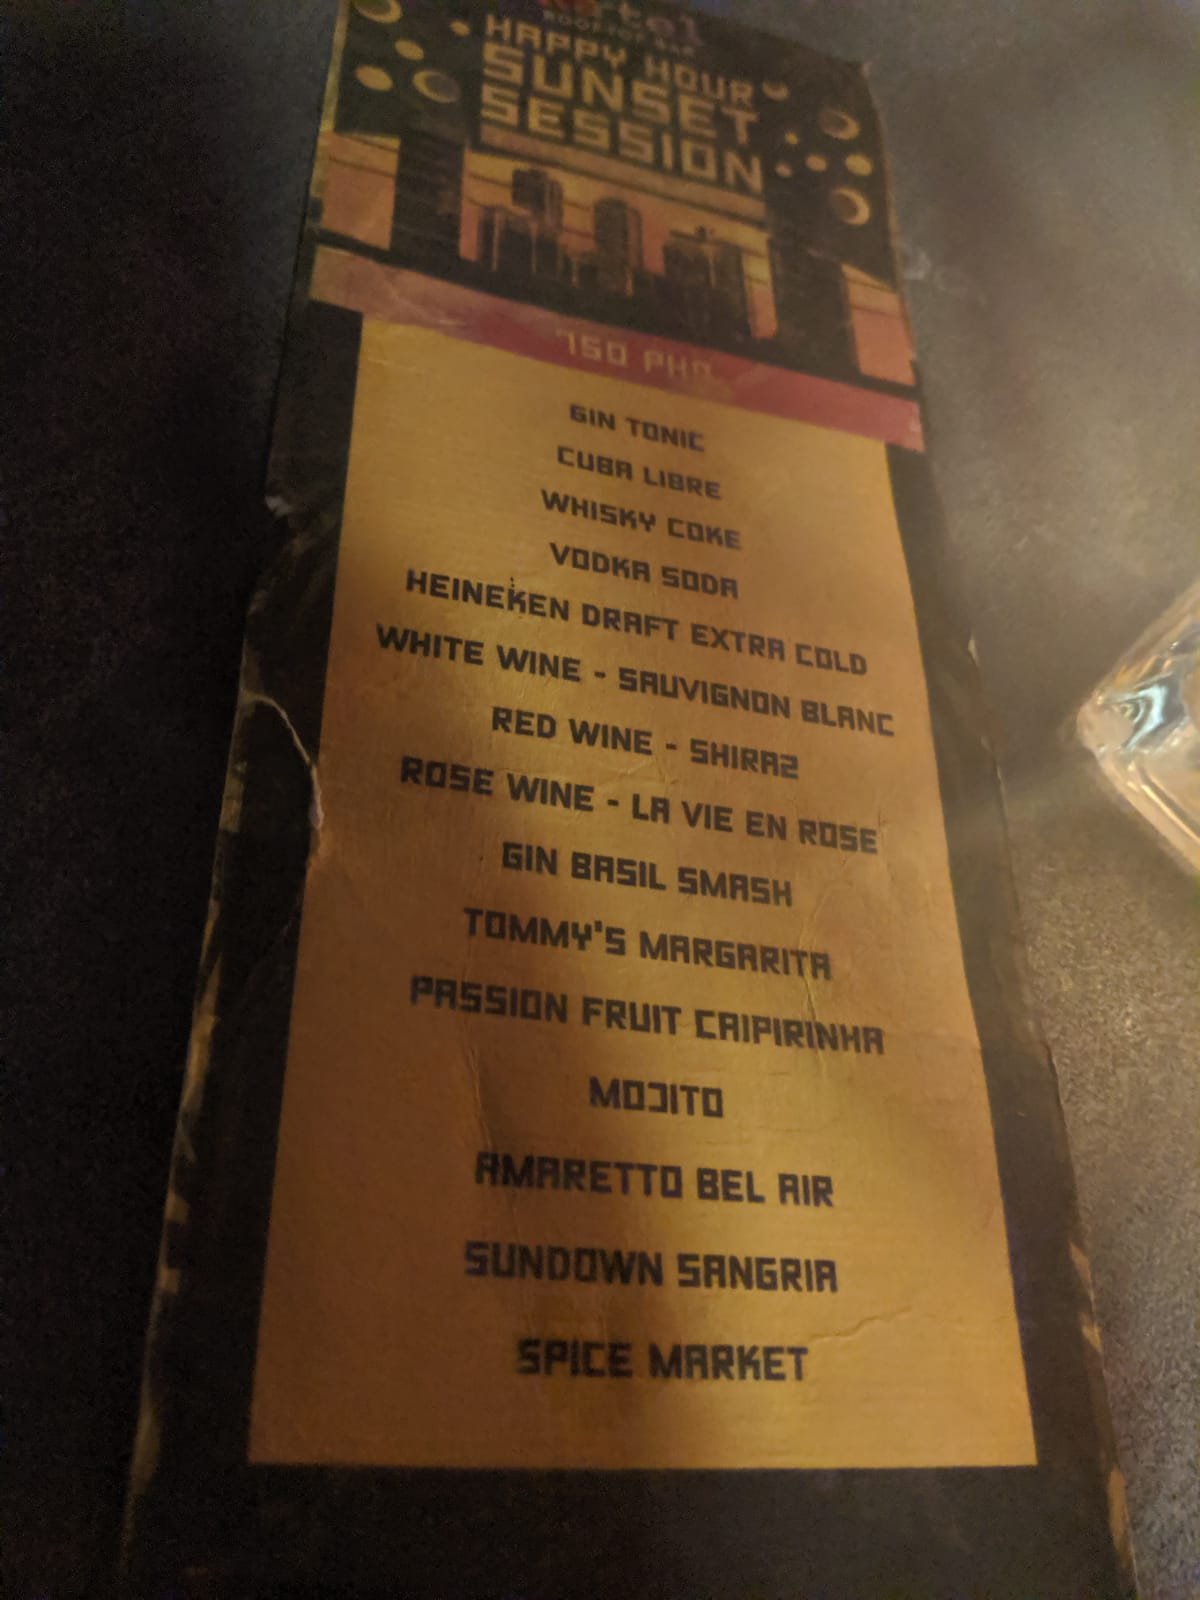 ROOFTOP BAR
HAPPY HOUR
SUNSET
SESSION
150 PHP
GIN TONIC
CUBA LIBRE
WHISKY COKE
VODKA SODA
HEINEKEN DRAFT EXTRA COLD
WHITE WINE - SAUVIGNON BLANC
RED WINE - SHIRAZ
ROSE WINE - LA VIE EN ROSE
GIN BASIL SMASH
TOMMY'S MARGARITA
PASSION FRUIT CAIPIRINHA
MOJITO
AMARETTO BEL AIR
SUNDOWN SANGRIA
SPICE MARKET